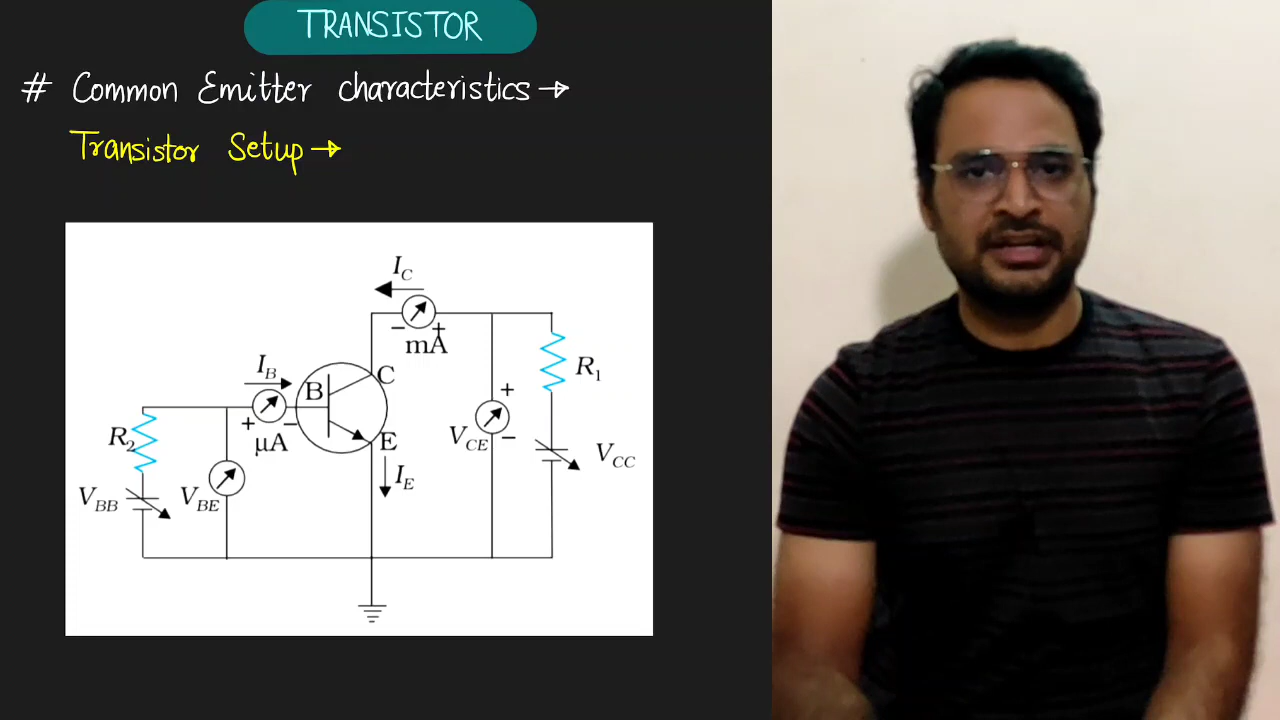 TRANSISTOR
# Common Emitter characteristics →
Transistor Setup →
I_C
− +
mA
I_B
B
C
R_1
+ −
µA
E
+
V_CE
−
V_CC
R_2
V_BB
V_BE
I_E